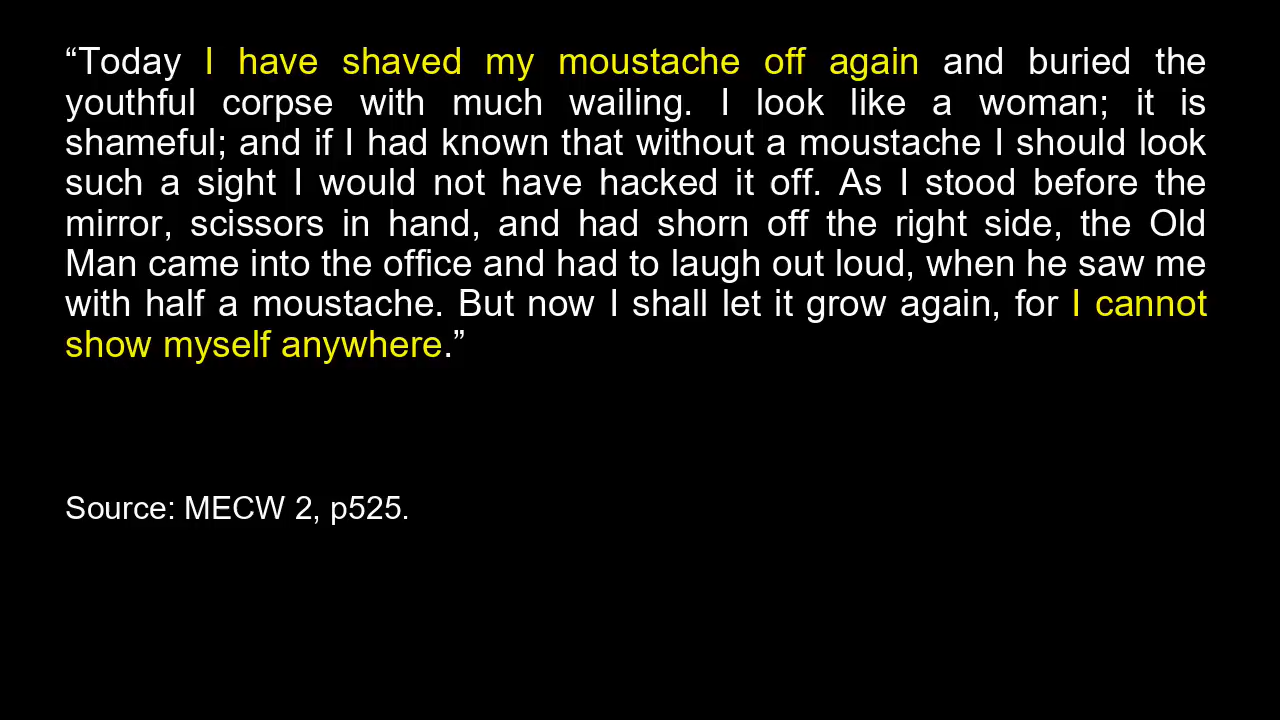 “Today I have shaved my moustache off again and buried the
youthful corpse with much wailing. I look like a woman; it is
shameful; and if I had known that without a moustache I should look
such a sight I would not have hacked it off. As I stood before the
mirror, scissors in hand, and had shorn off the right side, the Old
Man came into the office and had to laugh out loud, when he saw me
with half a moustache. But now I shall let it grow again, for I cannot
show myself anywhere.”
Source: MECW 2, p525.